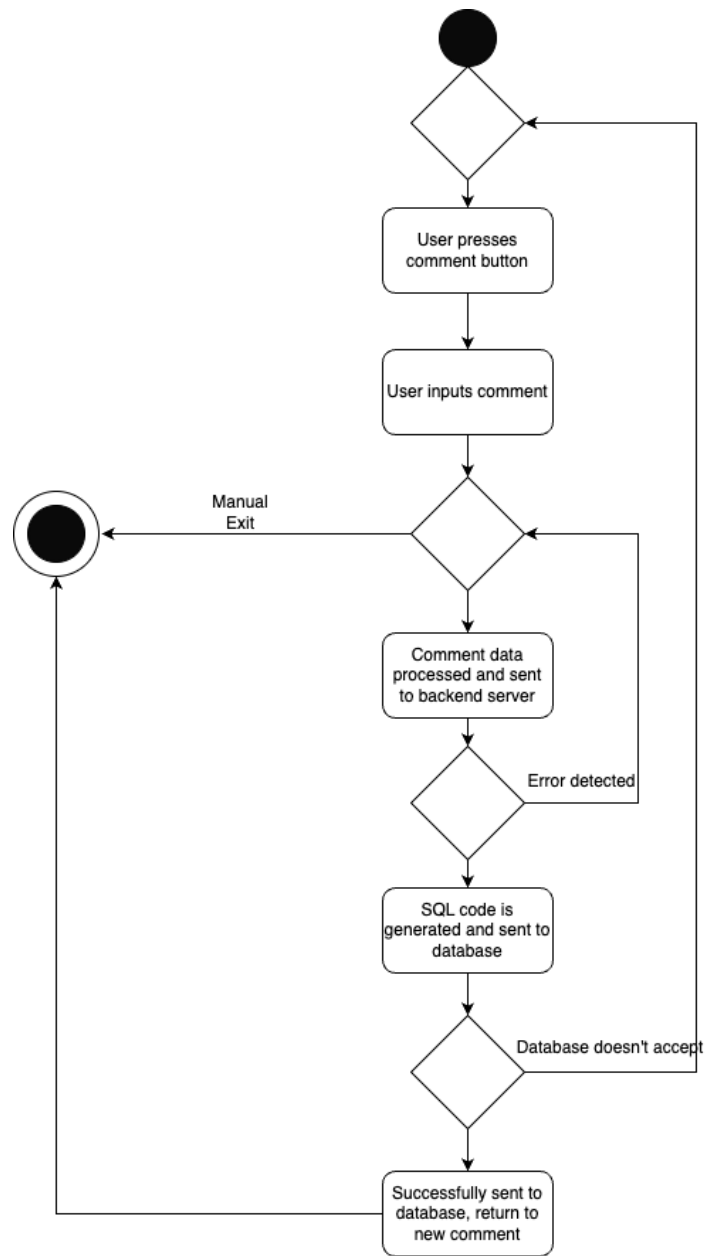 User presses
comment button
User inputs comment
Manual
Exit
Comment data
processed and sent
to backend server
Error detected
SQL code is
generated and sent to
database
Database doesn't accept
Successfully sent to
database, return to
new comment